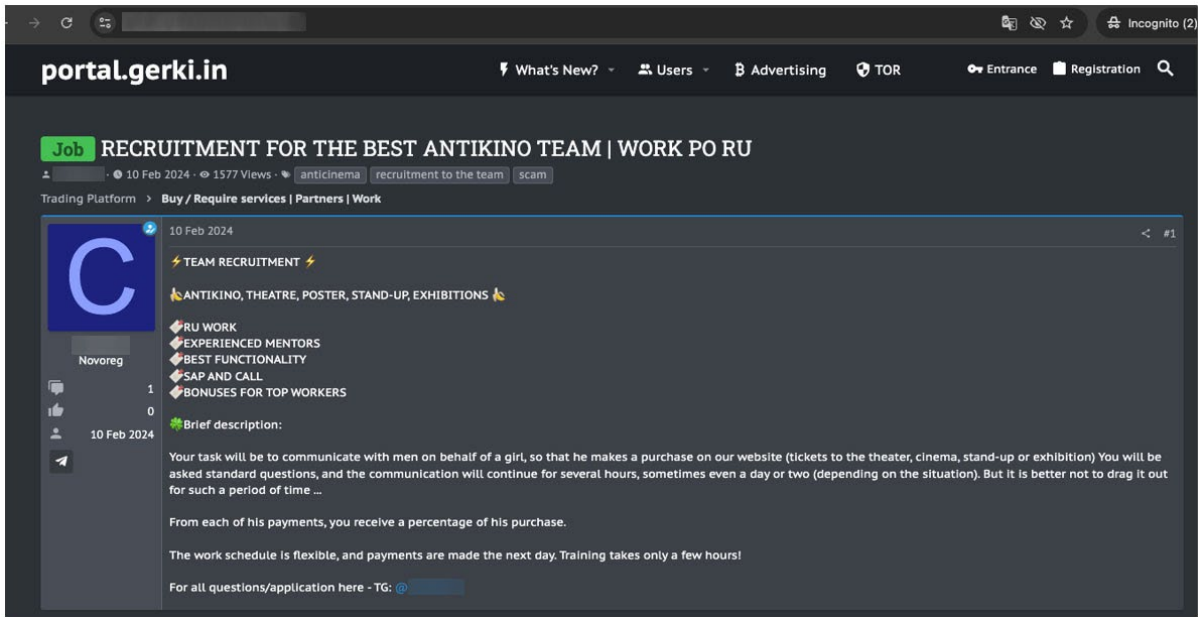 Incognito (2)
portal.gerki.in
What's New?
Users
Advertising
TOR
Entrance
Registration
Job RECRUITMENT FOR THE BEST ANTIKINO TEAM | WORK PO RU
· 10 Feb 2024 · 1577 Views · anticinema recruitment to the team scam
Trading Platform > Buy / Require services | Partners | Work
C
Novoreg
1
0
10 Feb 2024
10 Feb 2024 #1
⚡TEAM RECRUITMENT ⚡
ANTIKINO, THEATRE, POSTER, STAND-UP, EXHIBITIONS
RU WORK
EXPERIENCED MENTORS
BEST FUNCTIONALITY
SAP AND CALL
BONUSES FOR TOP WORKERS
🍀Brief description:
Your task will be to communicate with men on behalf of a girl, so that he makes a purchase on our website (tickets to the theater, cinema, stand-up or exhibition) You will be
asked standard questions, and the communication will continue for several hours, sometimes even a day or two (depending on the situation). But it is better not to drag it out
for such a period of time ...
From each of his payments, you receive a percentage of his purchase.
The work schedule is flexible, and payments are made the next day. Training takes only a few hours!
For all questions/application here - TG: @